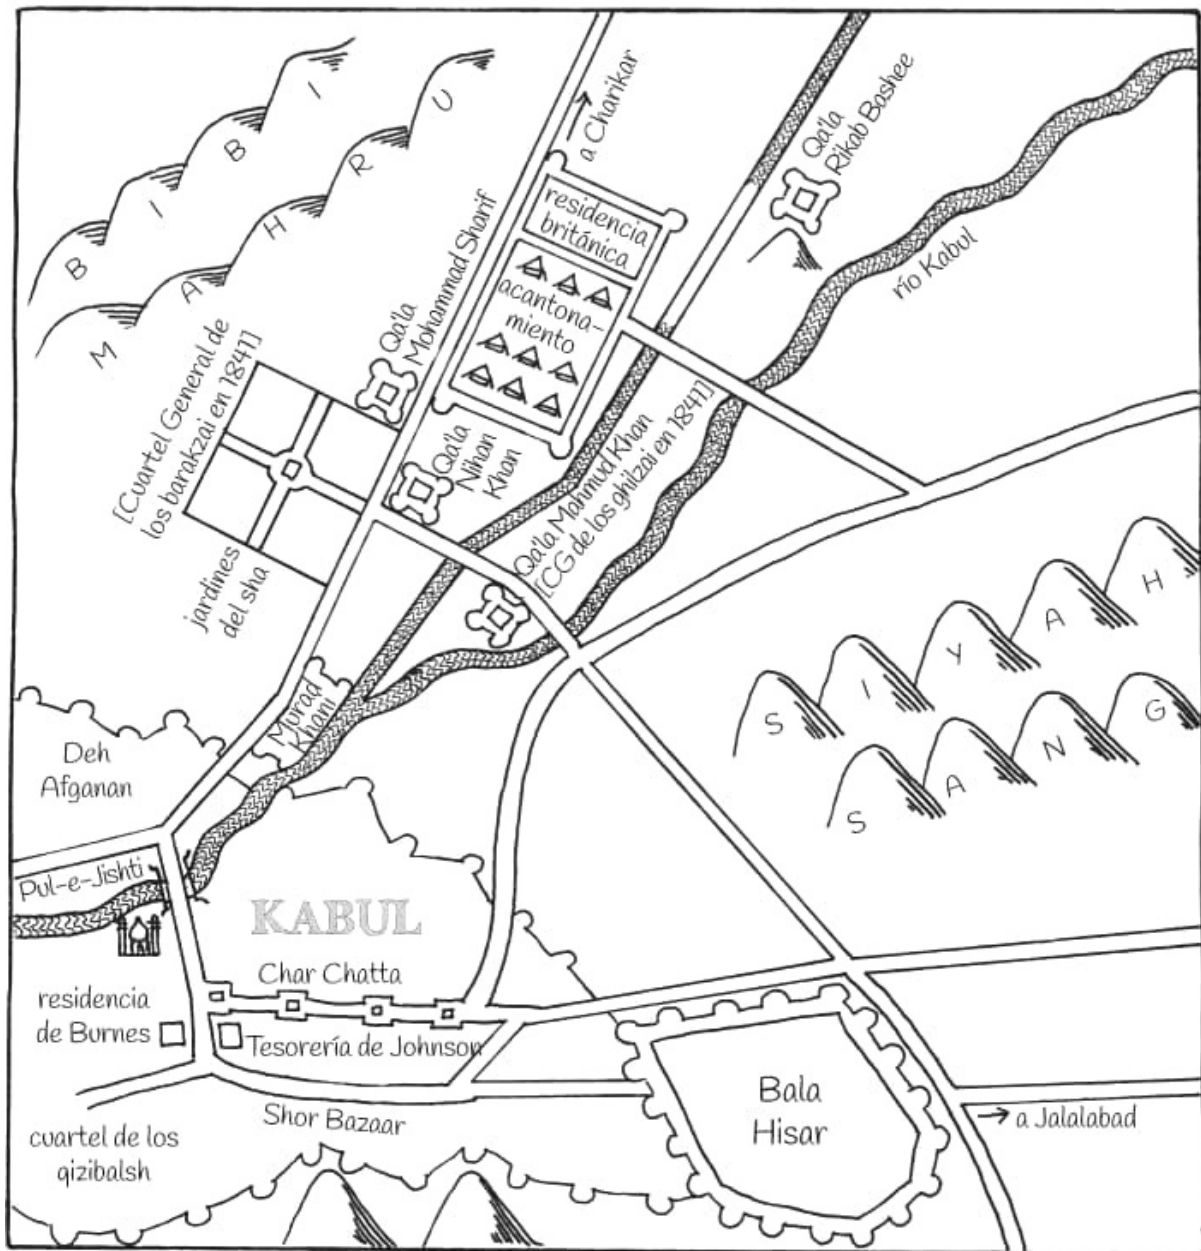 BIBI
MAHRU
a Charikar
Qa'la
Rikab Bashee
residencia
británica
río Kabul
acantona-
miento
Qa'la
Mohammad Sharif
[Cuartel General de
los barakzai en 1841]
Qa'la
Nihan
Khan
Qa'la Mahmud Khan
[CG de los ghilzai en 1841]
jardines
del sha
SIYAH
SANG
Murad
Khani
Deh
Afganan
Pul-e-Jishti
KABUL
Char Chatta
residencia
de Burnes
Tesorería de Johnson
Bala
Hisar
Shor Bazaar
a Jalalabad
cuartel de los
qizibalsh